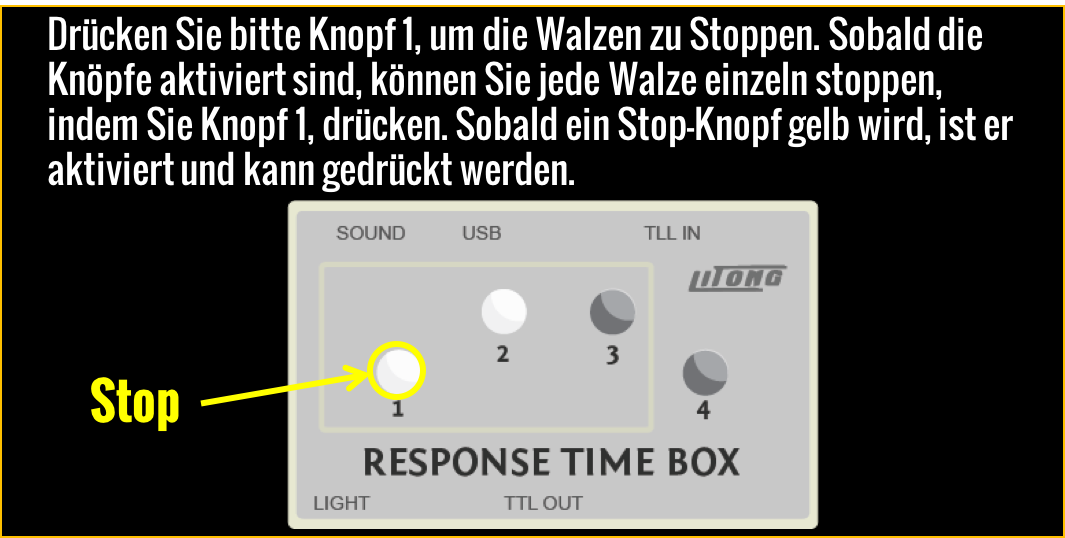 Drücken Sie bitte Knopf 1, um die Walzen zu Stoppen. Sobald die
Knöpfe aktiviert sind, können Sie jede Walze einzeln stoppen,
indem Sie Knopf 1, drücken. Sobald ein Stop-Knopf gelb wird, ist er
aktiviert und kann gedrückt werden.
SOUND USB TLL IN
LITONG
2 3
Stop
1 4
RESPONSE TIME BOX
LIGHT TTL OUT